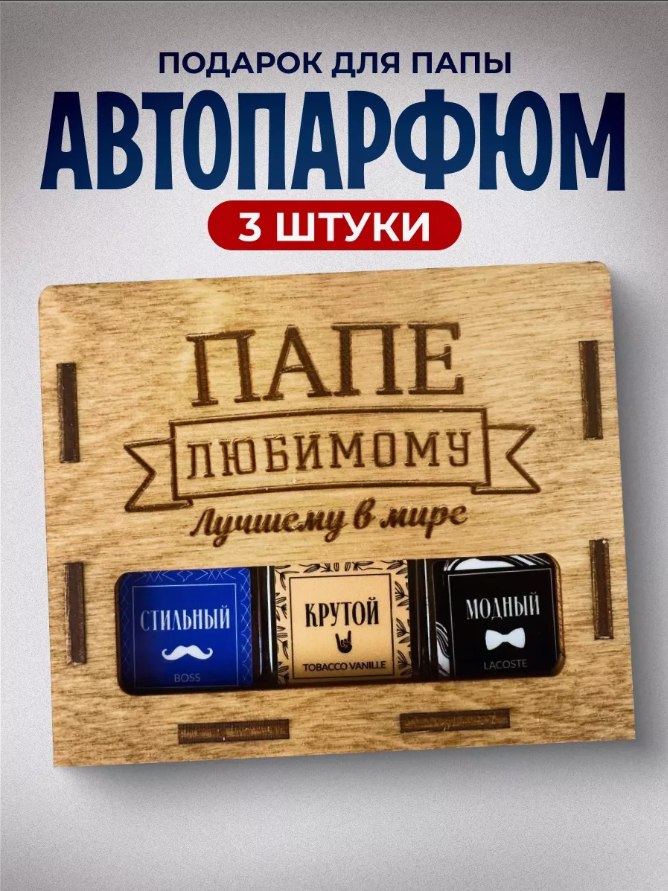 ПОДАРОК ДЛЯ ПАПЫ
АВТОПАРФЮМ
3 ШТУКИ
ПАПЕ
ЛЮБИМОМУ
Лучшему в мире
СТИЛЬНЫЙ
BOSS
КРУТОЙ
TOBACCO VANILLE
МОДНЫЙ
LACOSTE